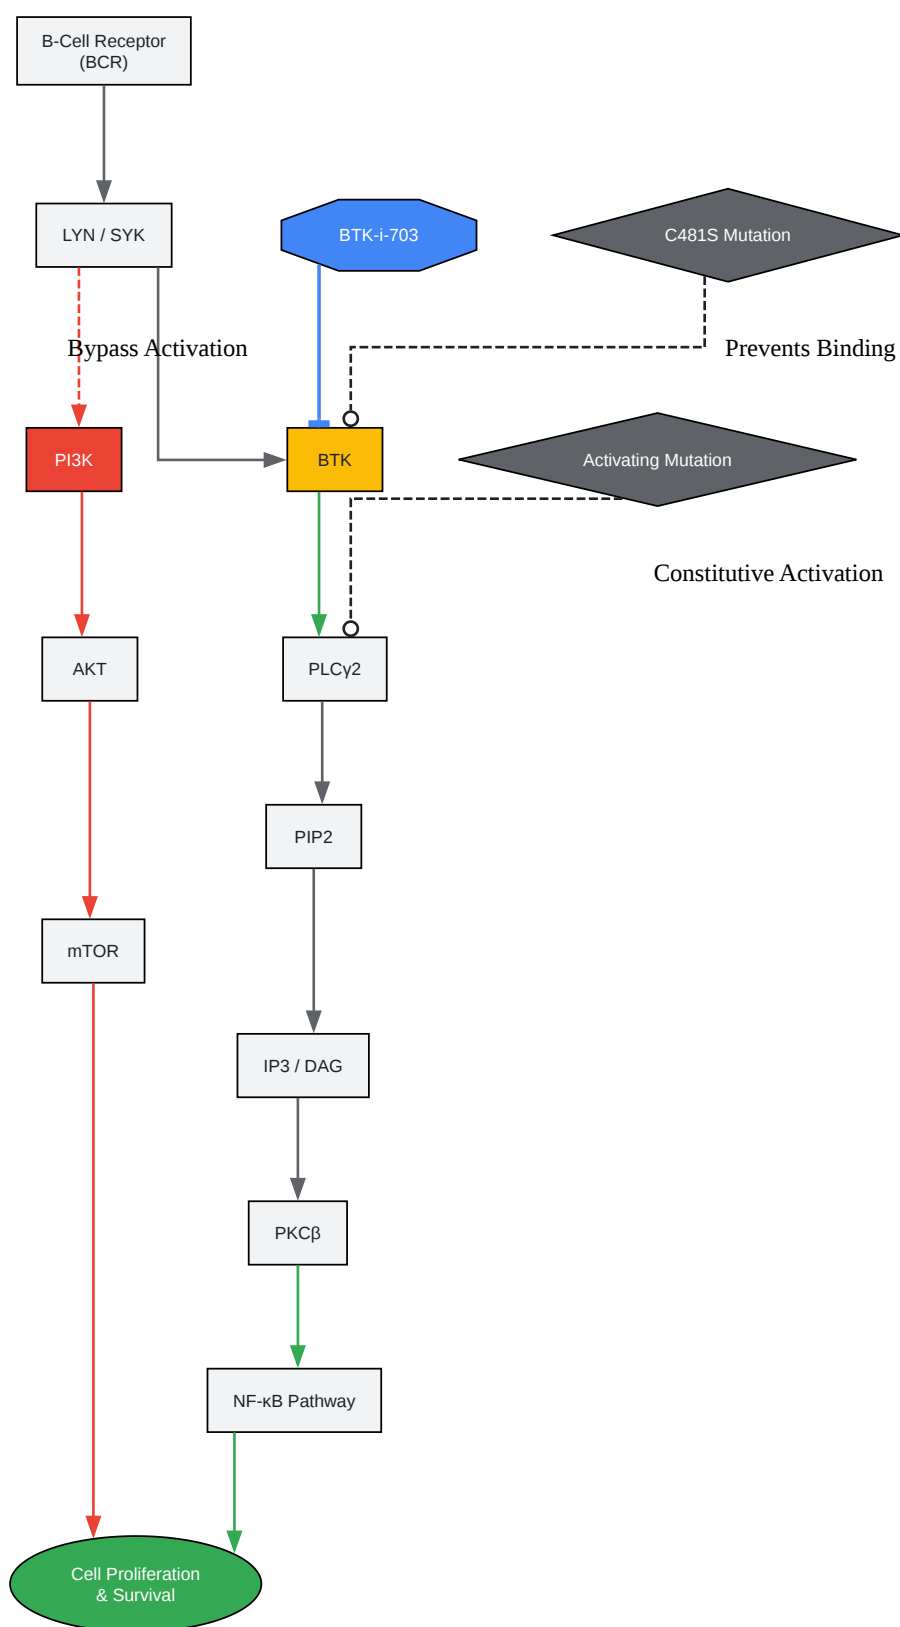 B-Cell Receptor
(BCR)
LYN / SYK
BTK-i-703
C481S Mutation
Bypass Activation
Prevents Binding
PI3K
BTK
Activating Mutation
Constitutive Activation
AKT
PLCγ2
PIP2
mTOR
IP3 / DAG
PKCβ
NF-κB Pathway
Cell Proliferation
& Survival